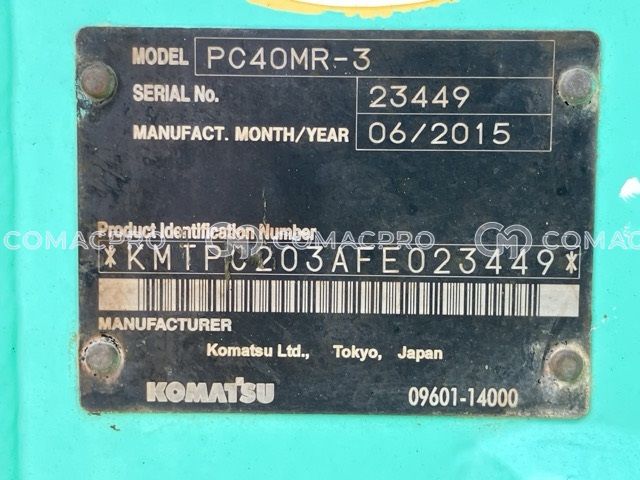 MODEL PC40MR-3
SERIAL No. 23449
MANUFACT. MONTH/YEAR 06/2015
Product Identification Number
COMACPRO COMACPRO COMACPRO
*KMTPC203AFE023449*
MANUFACTURER
Komatsu Ltd., Tokyo, Japan
KOMATSU 09601-14000